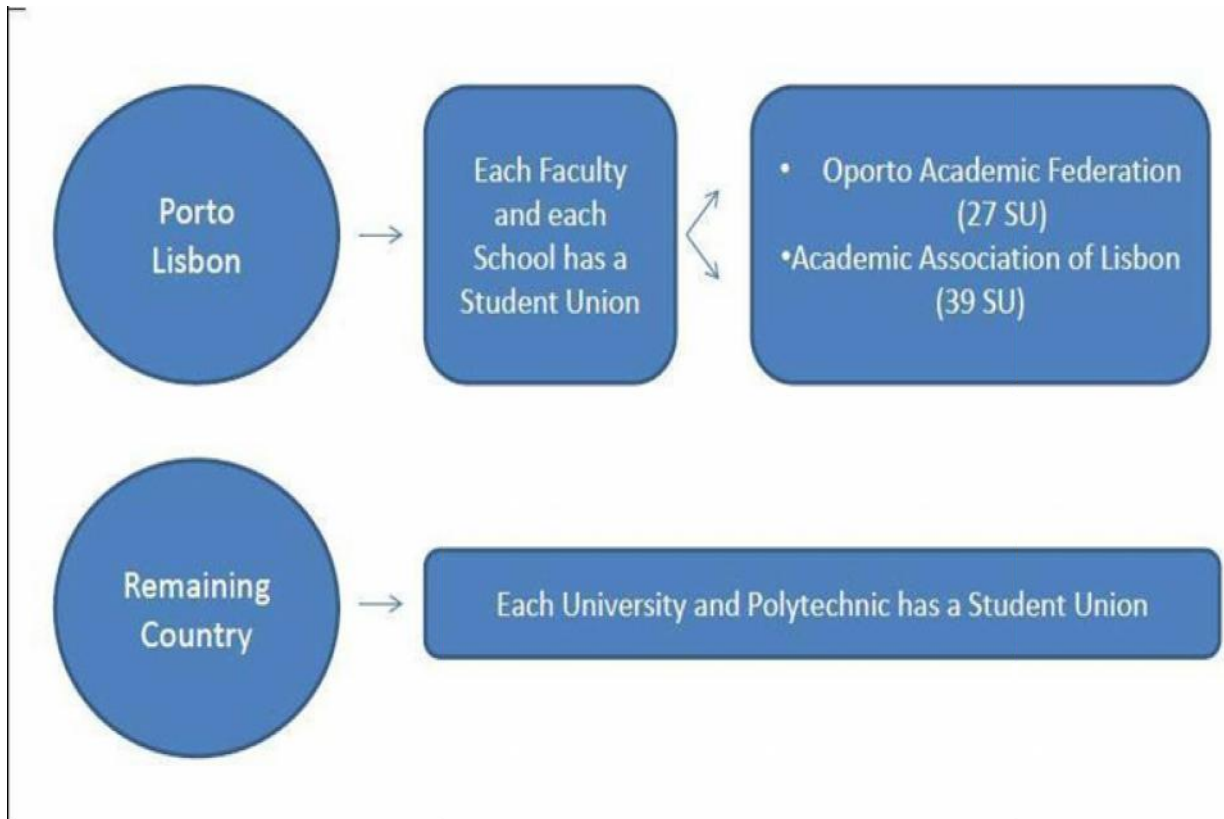 Porto
Lisbon
Each Faculty
and each
School has a
Student Union
• Oporto Academic Federation
(27 SU)
•Academic Association of Lisbon
(39 SU)
Remaining
Country
Each University and Polytechnic has a Student Union